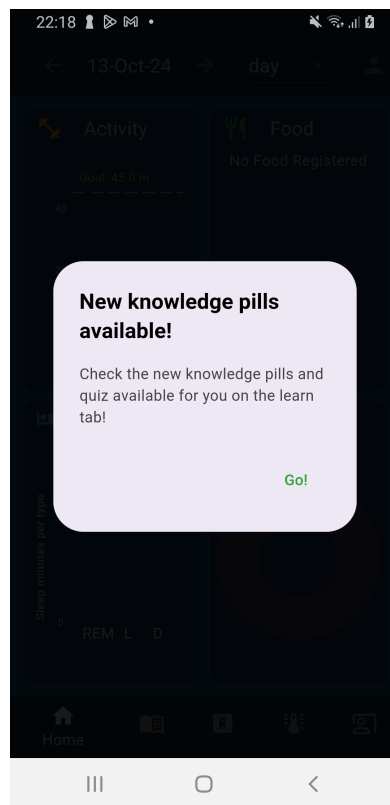 22:18
13-Oct-24 day
Activity
Food
Goal: 45.0 m
No Food Registered
40
New knowledge pills
available!
Check the new knowledge pills and
quiz available for you on the learn
tab!
Go!
Sleep minutes per type
0
REM L D
R
Home